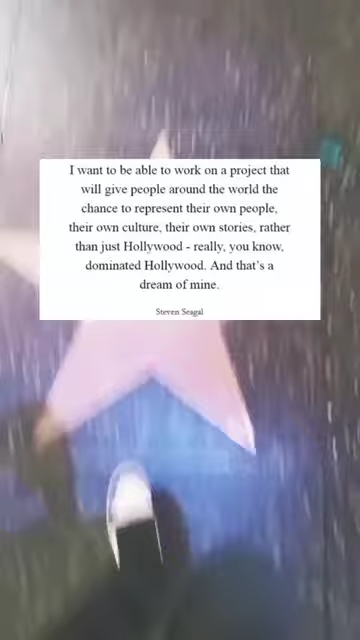 I want to be able to work on a project that
will give people around the world the
chance to represent their own people,
their own culture, their own stories, rather
than just Hollywood - really, you know,
dominated Hollywood. And that's a
dream of mine.
Steven Seagal